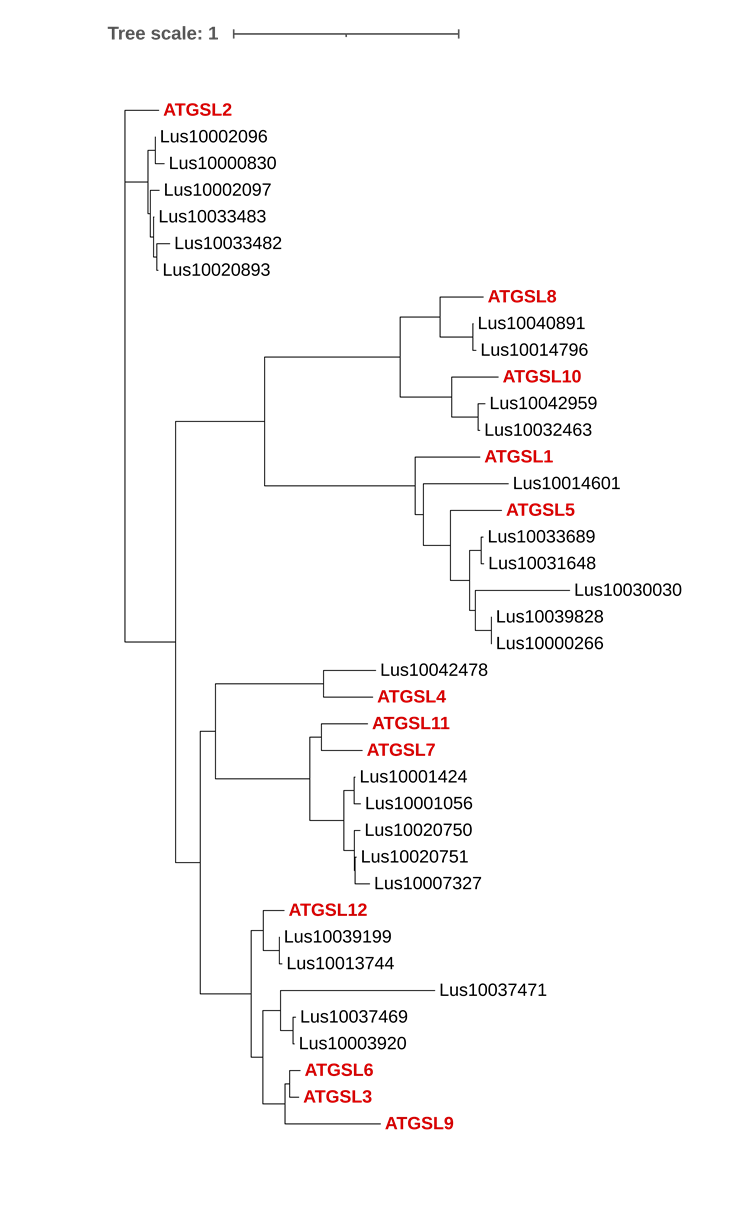 Tree scale: 1
ATGSL2
Lus10002096
Lus10000830
Lus10002097
Lus10033483
Lus10033482
Lus10020893
ATGSL8
Lus10040891
Lus10014796
ATGSL10
Lus10042959
Lus10032463
ATGSL1
Lus10014601
ATGSL5
Lus10033689
Lus10031648
Lus10030030
Lus10039828
Lus10000266
Lus10042478
ATGSL4
ATGSL11
ATGSL7
Lus10001424
Lus10001056
Lus10020750
Lus10020751
Lus10007327
ATGSL12
Lus10039199
Lus10013744
Lus10037471
Lus10037469
Lus10003920
ATGSL6
ATGSL3
ATGSL9